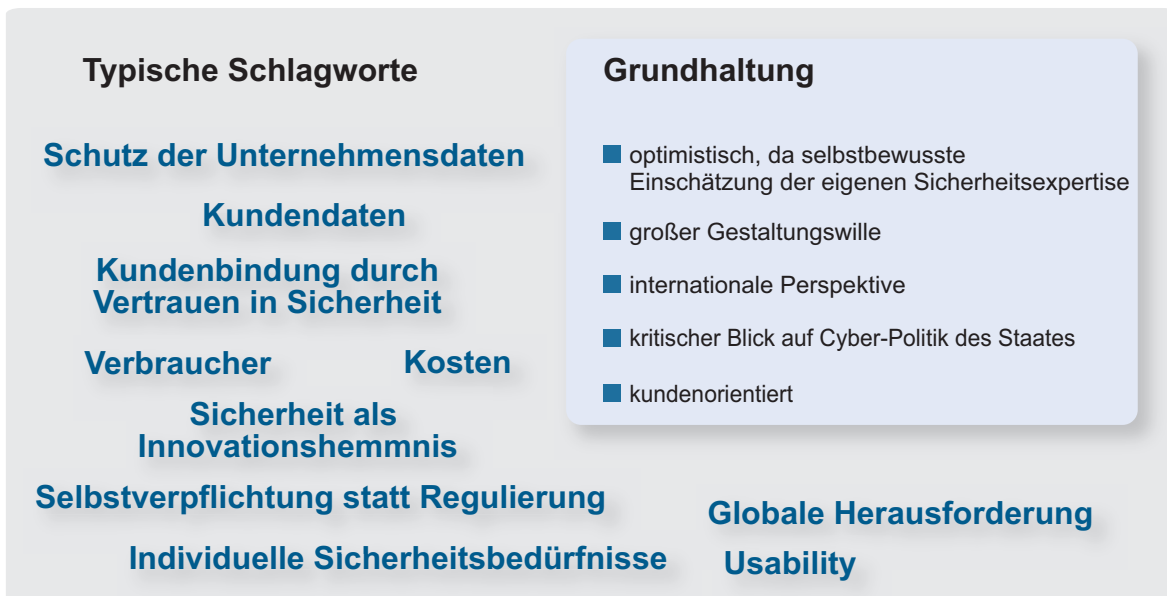 Typische Schlagworte
Schutz der Unternehmensdaten
Kundendaten
Kundenbindung durch
Vertrauen in Sicherheit
Verbraucher
Kosten
Sicherheit als
Innovationshemmnis
Selbstverpflichtung statt Regulierung
Individuelle Sicherheitsbedürfnisse
Globale Herausforderung
Usability
Grundhaltung
optimistisch, da selbstbewusste
Einschätzung der eigenen Sicherheitsexpertise
großer Gestaltungswille
internationale Perspektive
kritischer Blick auf Cyber-Politik des Staates
kundenorientiert